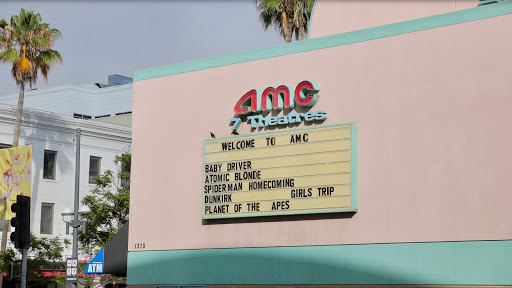 AMC
7 Theatres
WELCOME TO AMC
BABY DRIVER
ATOMIC BLONDE
SPIDERMAN HOMECOMING
DUNKIRK GIRLS TRIP
PLANET OF THE APES
1310
ATM